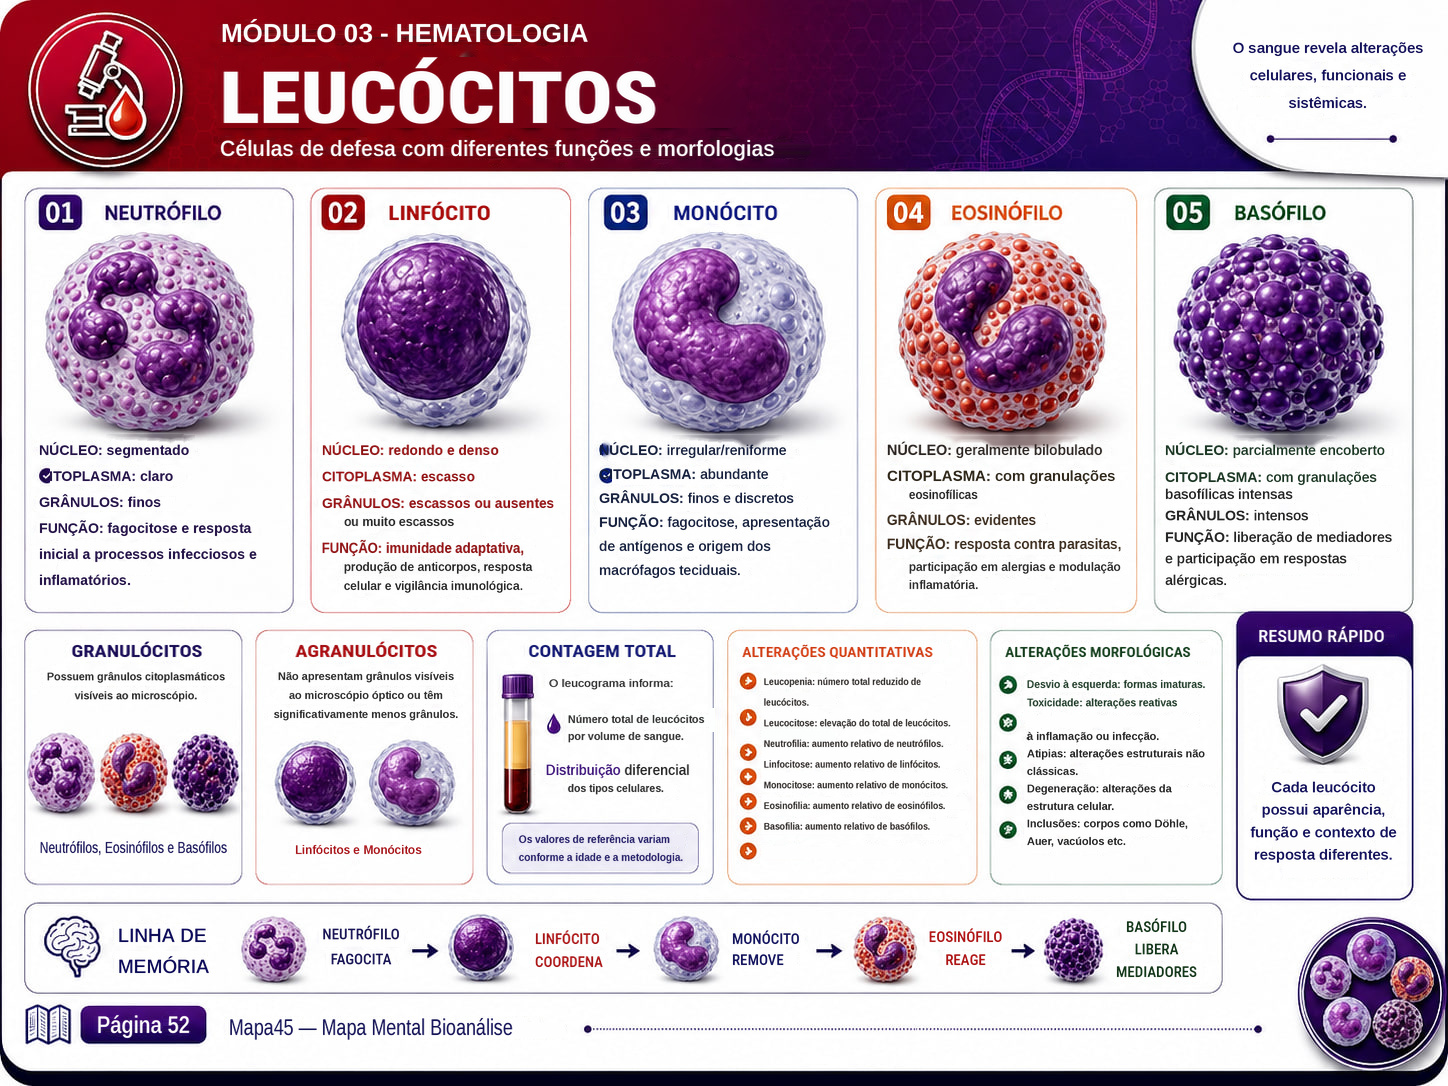 MÓDULO 03 - HEMATOLOGIA
LEUCÓCITOS
Células de defesa com diferentes funções e morfologias
O sangue revela alterações
celulares, funcionais e
sistêmicas.
01 NEUTRÓFILO
NÚCLEO: segmentado
CITOPLASMA: claro
GRÂNULOS: finos
FUNÇÃO: fagocitose e resposta
inicial a processos infecciosos e
inflamatórios.
02 LINFÓCITO
NÚCLEO: redondo e denso
CITOPLASMA: escasso
GRÂNULOS: escassos ou ausentes
ou muito escassos
FUNÇÃO: imunidade adaptativa,
produção de anticorpos, resposta
celular e vigilância imunológica.
03 MONÓCITO
NÚCLEO: irregular/reniforme
CITOPLASMA: abundante
GRÂNULOS: finos e discretos
FUNÇÃO: fagocitose, apresentação
de antígenos e origem dos
macrófagos teciduais.
04 EOSINÓFILO
NÚCLEO: geralmente bilobulado
CITOPLASMA: com granulações
eosinofílicas
GRÂNULOS: evidentes
FUNÇÃO: resposta contra parasitas,
participação em alergias e modulação
inflamatória.
05 BASÓFILO
NÚCLEO: parcialmente encoberto
CITOPLASMA: com granulações
basofílicas intensas
GRÂNULOS: intensos
FUNÇÃO: liberação de mediadores
e participação em respostas
alérgicas.
GRANULÓCITOS
Possuem grânulos citoplasmáticos
visíveis ao microscópio.
Neutrófilos, Eosinófilos e Basófilos
AGRANULÓCITOS
Não apresentam grânulos visíveis
ao microscópio óptico ou têm
significativamente menos grânulos.
Linfócitos e Monócitos
CONTAGEM TOTAL
O leucograma informa:
Número total de leucócitos
por volume de sangue.
Distribuição diferencial
dos tipos celulares.
Os valores de referência variam
conforme a idade e a metodologia.
ALTERAÇÕES QUANTITATIVAS
Leucopenia: número total reduzido de
leucócitos.
Leucocitose: elevação do total de leucócitos.
Neutrofilia: aumento relativo de neutrófilos.
Linfocitose: aumento relativo de linfócitos.
Monocitose: aumento relativo de monócitos.
Eosinofilia: aumento relativo de eosinófilos.
Basofilia: aumento relativo de basófilos.
ALTERAÇÕES MORFOLÓGICAS
Desvio à esquerda: formas imaturas.
Toxicidade: alterações reativas
à inflamação ou infecção.
Atipias: alterações estruturais não
clássicas.
Degeneração: alterações da
estrutura celular.
Inclusões: corpos como Döhle,
Auer, vacúolos etc.
RESUMO RÁPIDO
Cada leucócito
possui aparência,
função e contexto de
resposta diferentes.
LINHA DE
MEMÓRIA
NEUTRÓFILO
FAGOCITA
LINFÓCITO
COORDENA
MONÓCITO
REMOVE
EOSINÓFILO
REAGE
BASÓFILO
LIBERA
MEDIADORES
Página 52
Mapa45 — Mapa Mental Bioanálise